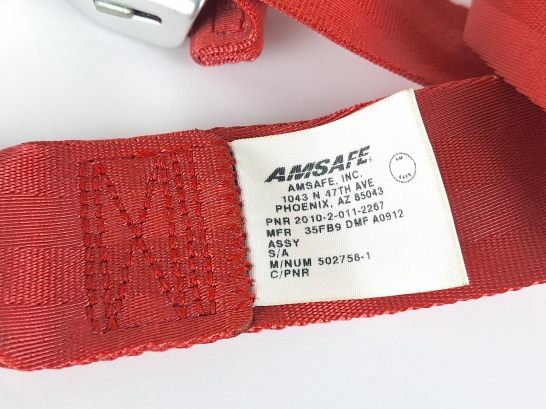 AMSAFE
AMSAFE, INC.
1043 N 47TH AVE
PHOENIX, AZ 85043
PNR 2010-2-011-2267
MFR 35FB9 DMF A0912
ASSY
S/A
M/NUM 502758-1
C/PNR